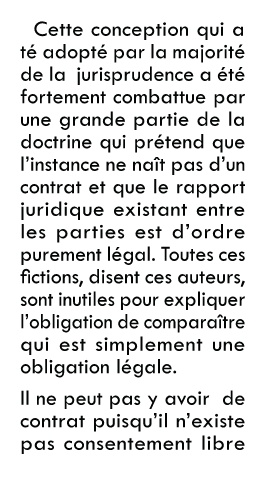 Cette conception qui a
té adopté par la majorité
de la jurisprudence a été
fortement combattue par
une grande partie de la
doctrine qui prétend que
l'instance ne naît pas d'un
contrat et que le rapport
juridique existant entre
les parties est d'ordre
purement légal. Toutes ces
fictions, disent ces auteurs,
sont inutiles pour expliquer
l'obligation de comparaître
qui est simplement une
obligation légale.
Il ne peut pas y avoir de
contrat puisqu'il n'existe
pas consentement libre